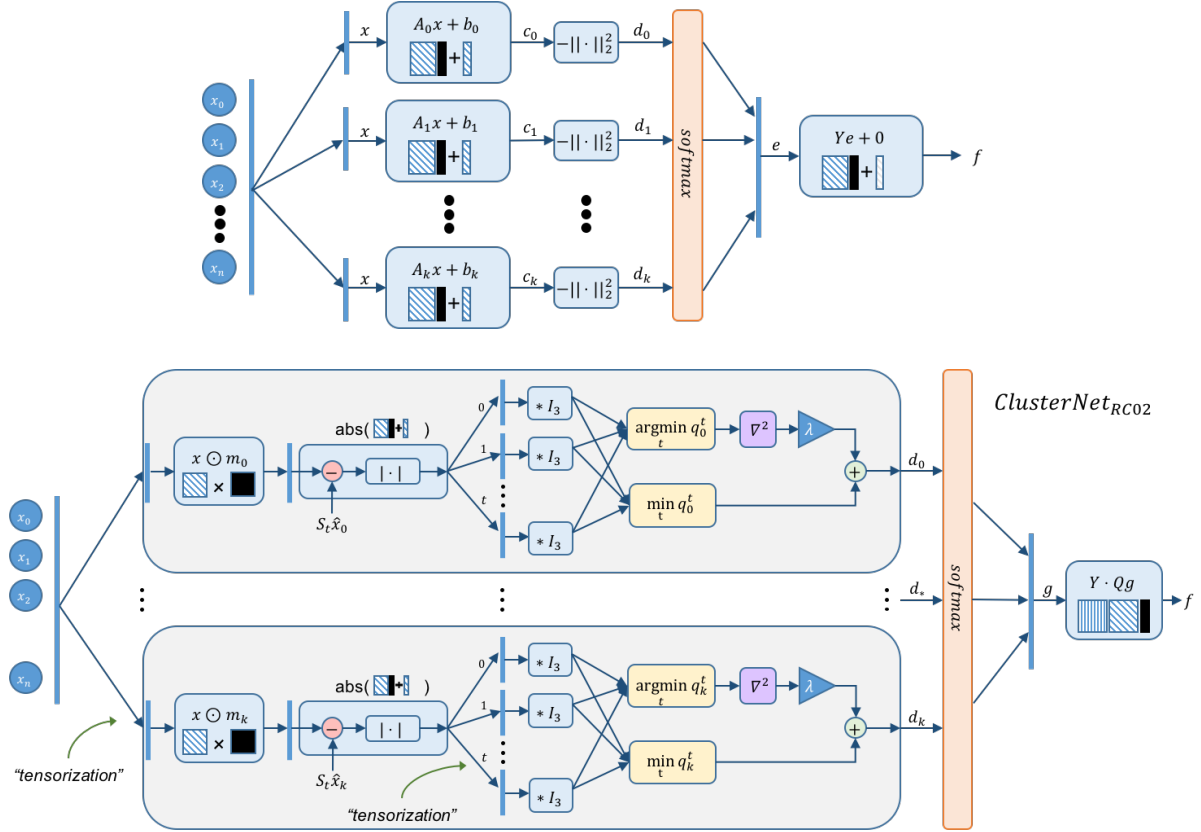 x₀
x₁
x₂
xₙ
x
A₀x + b₀
+
c₀
−|| · ||₂²
d₀
x
A₁x + b₁
+
c₁
−|| · ||₂²
d₁
x
Aₖx + bₖ
+
cₖ
−|| · ||₂²
dₖ
softmax
e
Ye + 0
+
f
ClusterNet_RC02
x₀
x₁
x₂
xₙ
x ⊙ m₀
×
abs( + )
−
| · |
Sₜx̂₀
0
1
t
∗ I₃
∗ I₃
∗ I₃
argmin q₀ᵗ
t
∇²
λ
min q₀ᵗ
t
+
d₀
d∗
x ⊙ mₖ
×
abs( + )
−
| · |
Sₜx̂ₖ
0
1
t
∗ I₃
∗ I₃
∗ I₃
argmin qₖᵗ
t
∇²
λ
min qₖᵗ
t
+
dₖ
softmax
g
Y · Qg
f
“tensorization”
“tensorization”